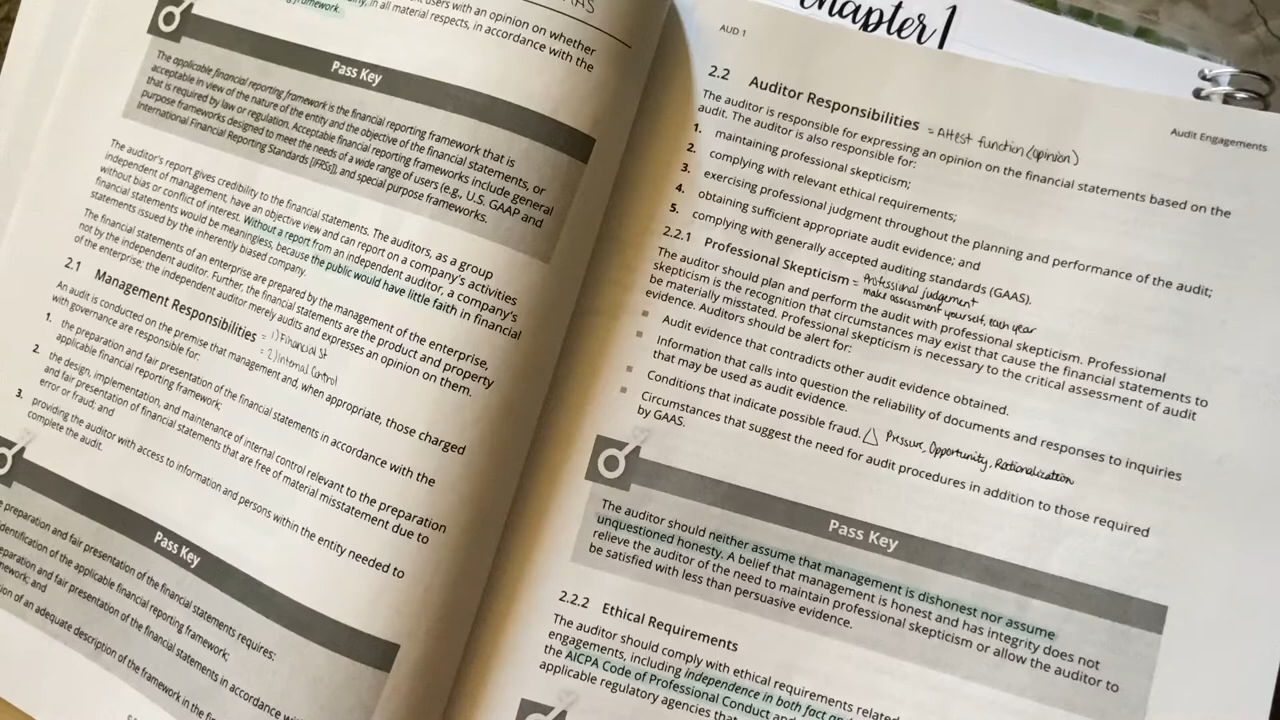 GAAS
users with an opinion on whether
in all material respects, in accordance with the
framework.
Pass Key
The applicable financial reporting framework is the financial reporting framework that is
acceptable in view of the nature of the entity and the objective of the financial statements, or
that is required by law or regulation. Acceptable financial reporting frameworks include general
purpose frameworks designed to meet the needs of a wide range of users (e.g., U.S. GAAP and
International Financial Reporting Standards [IFRSs]), and special purpose frameworks.
The auditor's report gives credibility to the financial statements. The auditors, as a group
independent of management, have an objective view and can report on a company's activities
without bias or conflict of interest. Without a report from an independent auditor, a company's
financial statements would be meaningless, because the public would have little faith in financial
statements issued by the inherently biased company.
The financial statements of an enterprise are prepared by the management of the enterprise,
not by the independent auditor. Further, the financial statements are the product and property
of the enterprise; the independent auditor merely audits and expresses an opinion on them.
2.1 Management Responsibilities = 1) Financial st
= 2) Internal Control
An audit is conducted on the premise that management and, when appropriate, those charged
with governance are responsible for:
1. the preparation and fair presentation of the financial statements in accordance with the
applicable financial reporting framework;
2. the design, implementation, and maintenance of internal control relevant to the preparation
and fair presentation of financial statements that are free of material misstatement due to
error or fraud; and
3. providing the auditor with access to information and persons within the entity needed to
complete the audit.
Pass Key
preparation and fair presentation of the financial statements requires:
identification of the applicable financial reporting framework;
preparation and fair presentation of the financial statements in accordance
framework; and
of an adequate description of the framework in the
chapter 1
AUD 1
Audit Engagements
2.2 Auditor Responsibilities = Attest function (opinion)
The auditor is responsible for expressing an opinion on the financial statements based on the
audit. The auditor is also responsible for:
1. maintaining professional skepticism;
2. complying with relevant ethical requirements;
3. exercising professional judgment throughout the planning and performance of the audit;
4. obtaining sufficient appropriate audit evidence; and
5. complying with generally accepted auditing standards (GAAS).
2.2.1 Professional Skepticism = Professional judgement
make assessment yourself, each year
The auditor should plan and perform the audit with professional skepticism. Professional
skepticism is the recognition that circumstances may exist that cause the financial statements to
be materially misstated. Professional skepticism is necessary to the critical assessment of audit
evidence. Auditors should be alert for:
Audit evidence that contradicts other audit evidence obtained.
Information that calls into question the reliability of documents and responses to inquiries
that may be used as audit evidence.
Conditions that indicate possible fraud. △ Pressure, Opportunity, Rationalization
Circumstances that suggest the need for audit procedures in addition to those required
by GAAS.
Pass Key
The auditor should neither assume that management is dishonest nor assume
unquestioned honesty. A belief that management is honest and has integrity does not
relieve the auditor of the need to maintain professional skepticism or allow the auditor to
be satisfied with less than persuasive evidence.
2.2.2 Ethical Requirements
The auditor should comply with ethical requirements related
engagements, including independence in both fact and
the AICPA Code of Professional Conduct and
applicable regulatory agencies that